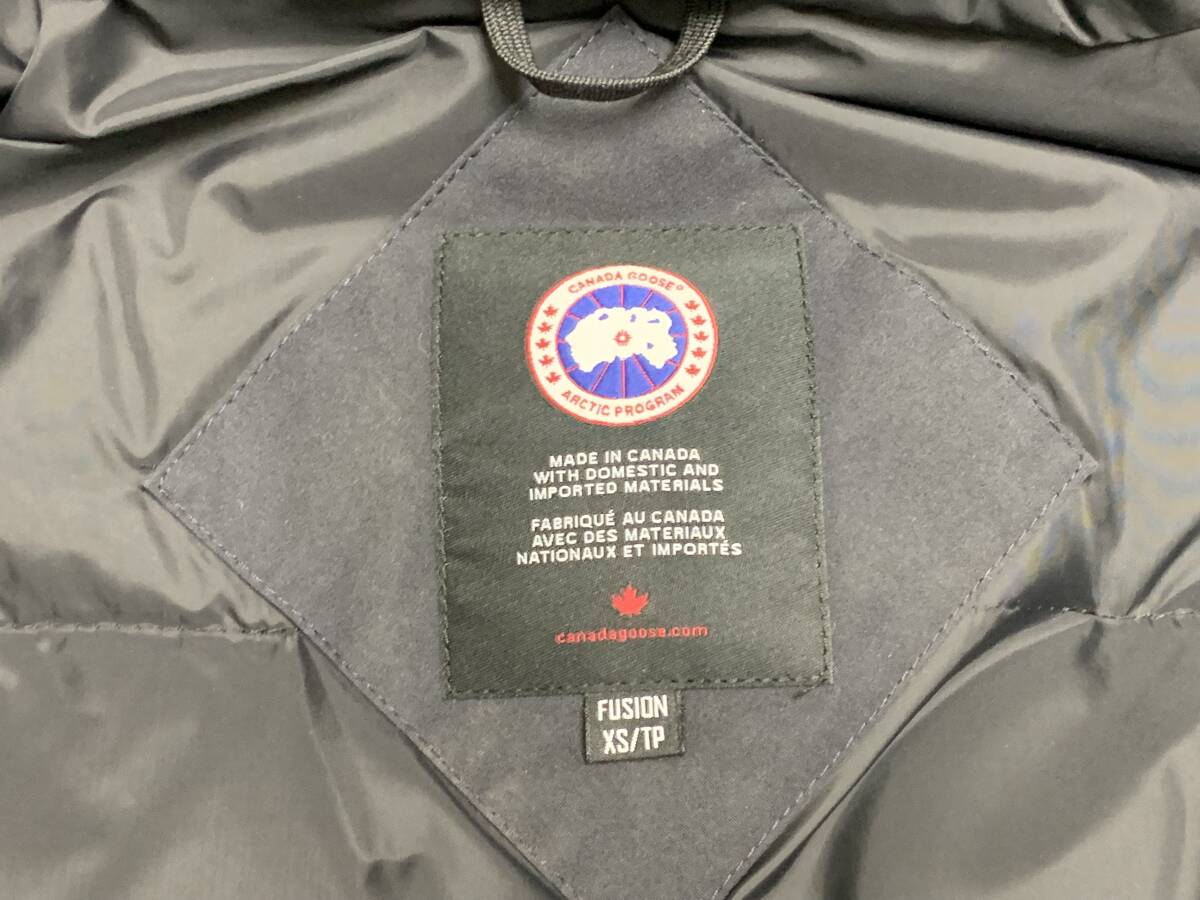 CANADA GOOSE®
ARCTIC PROGRAM
MADE IN CANADA
WITH DOMESTIC AND
IMPORTED MATERIALS
FABRIQUÉ AU CANADA
AVEC DES MATERIAUX
NATIONAUX ET IMPORTÉS
canadagoose.com
FUSION
XS/TP